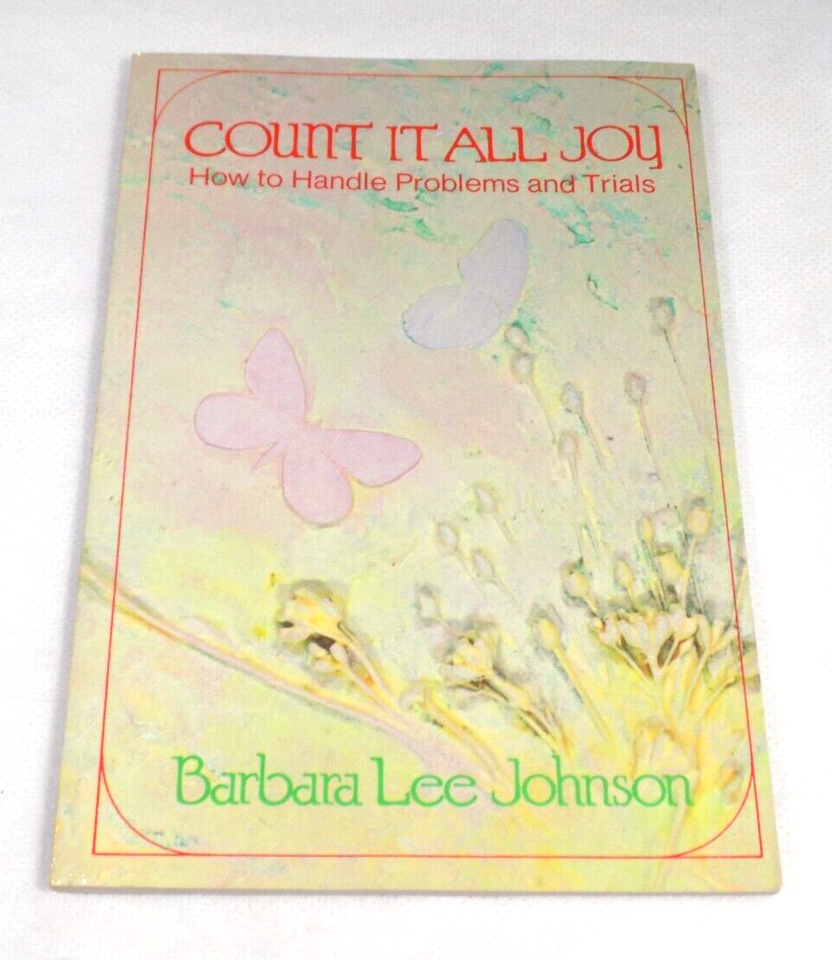 COUNT IT ALL JOY
How to Handle Problems and Trials
Barbara Lee Johnson